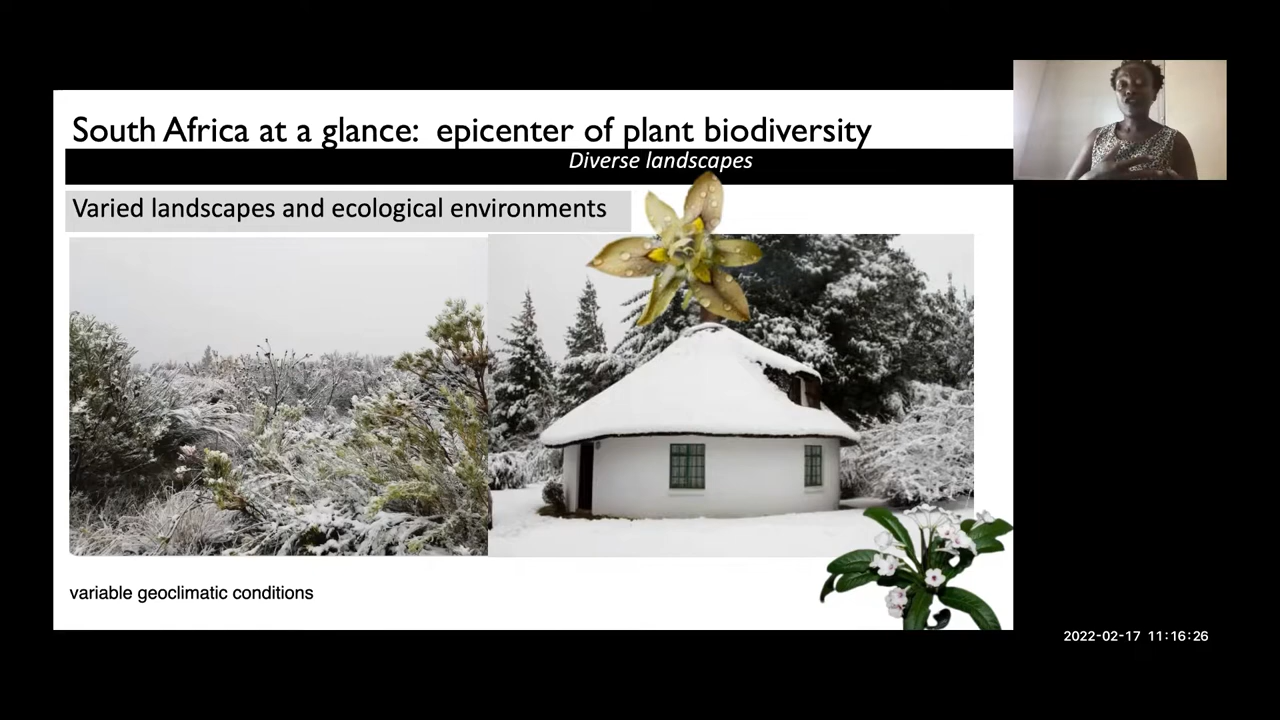 South Africa at a glance: epicenter of plant biodiversity
Diverse landscapes
Varied landscapes and ecological environments
variable geoclimatic conditions
2022-02-17 11:16:26